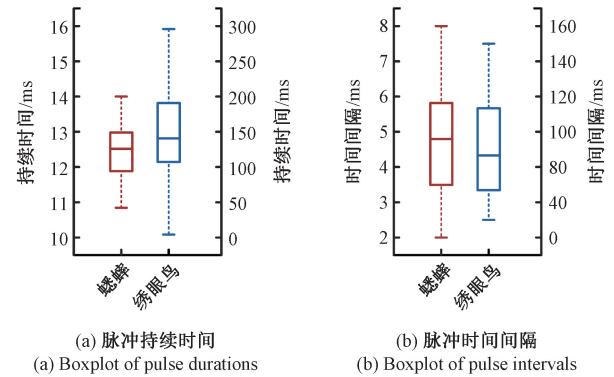 持续时间/ms
16
15
14
13
12
11
10
持续时间/ms
300
250
200
150
100
50
0
蟋蟀
绣眼鸟
(a) 脉冲持续时间
(a) Boxplot of pulse durations
时间间隔/ms
8
7
6
5
4
3
2
时间间隔/ms
160
140
120
100
80
40
0
蟋蟀
绣眼鸟
(b) 脉冲时间间隔
(b) Boxplot of pulse intervals